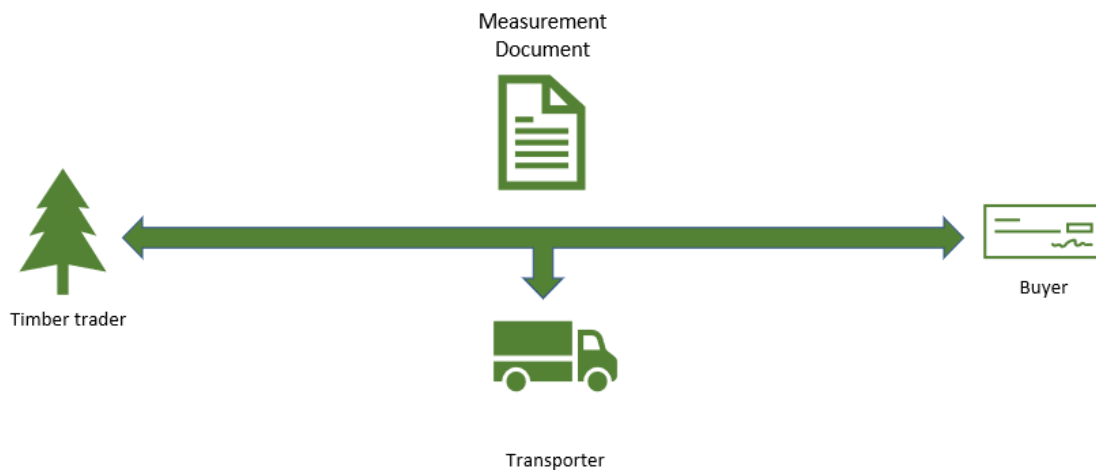 Measurement
Document
Timber trader
Buyer
Transporter